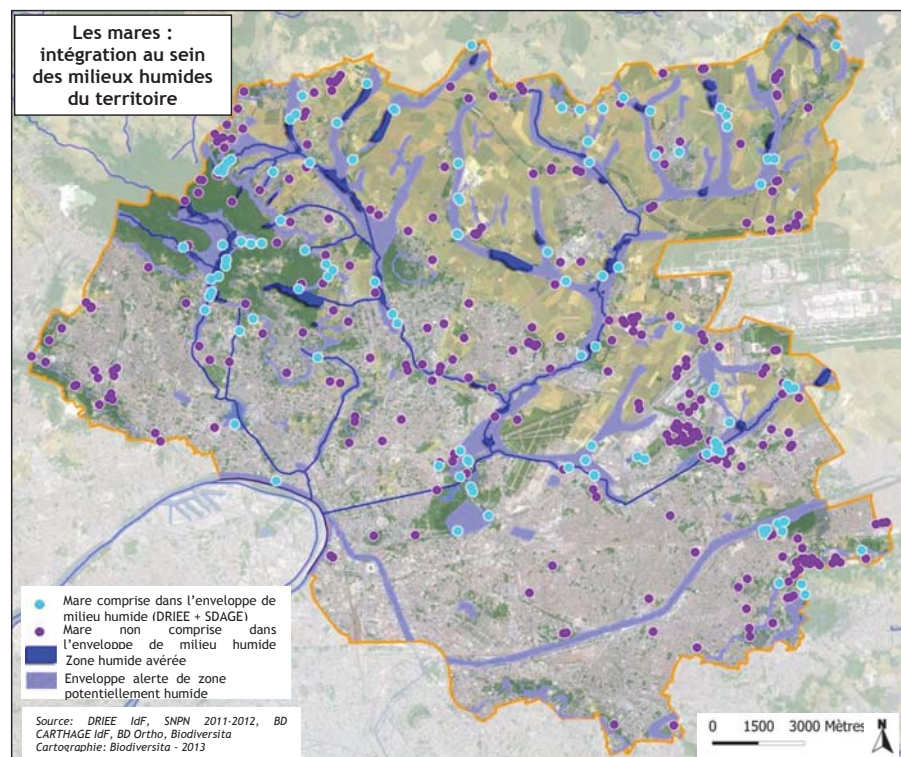 Les mares :
intégration au sein
des milieux humides
du territoire
Mare comprise dans l'enveloppe de
milieu humide (DRIEE + SDAGE)
Mare non comprise dans
l'enveloppe de milieu humide
Zone humide avérée
Enveloppe alerte de zone
potentiellement humide
Source: DRIEE IdF, SNPN 2011-2012, BD
CARTHAGE IdF, BD Ortho, Biodiversita
Cartographie: Biodiversita - 2013
0 1500 3000 Mètres
N